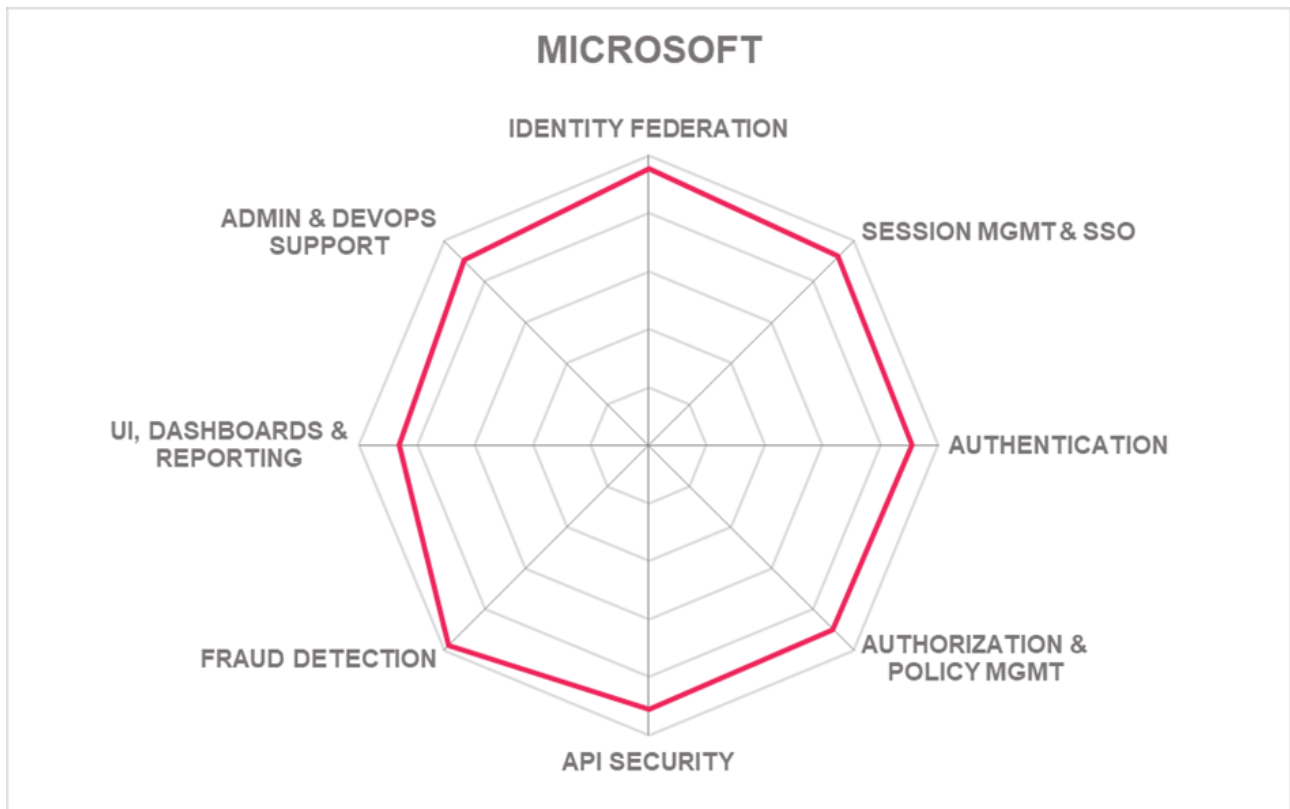 MICROSOFT
IDENTITY FEDERATION
ADMIN & DEVOPS
SUPPORT
SESSION MGMT & SSO
UI, DASHBOARDS &
REPORTING
AUTHENTICATION
FRAUD DETECTION
AUTHORIZATION &
POLICY MGMT
API SECURITY